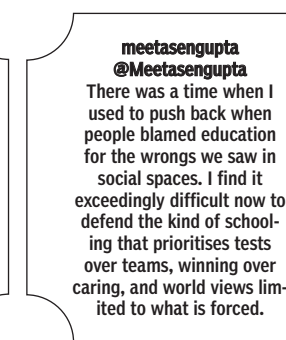 meetasengupta
@Meetasengupta
There was a time when I
used to push back when
people blamed education
for the wrongs we saw in
social spaces. I find it
exceedingly difficult now to
defend the kind of school-
ing that prioritises tests
over teams, winning over
caring, and world views lim-
ited to what is forced.